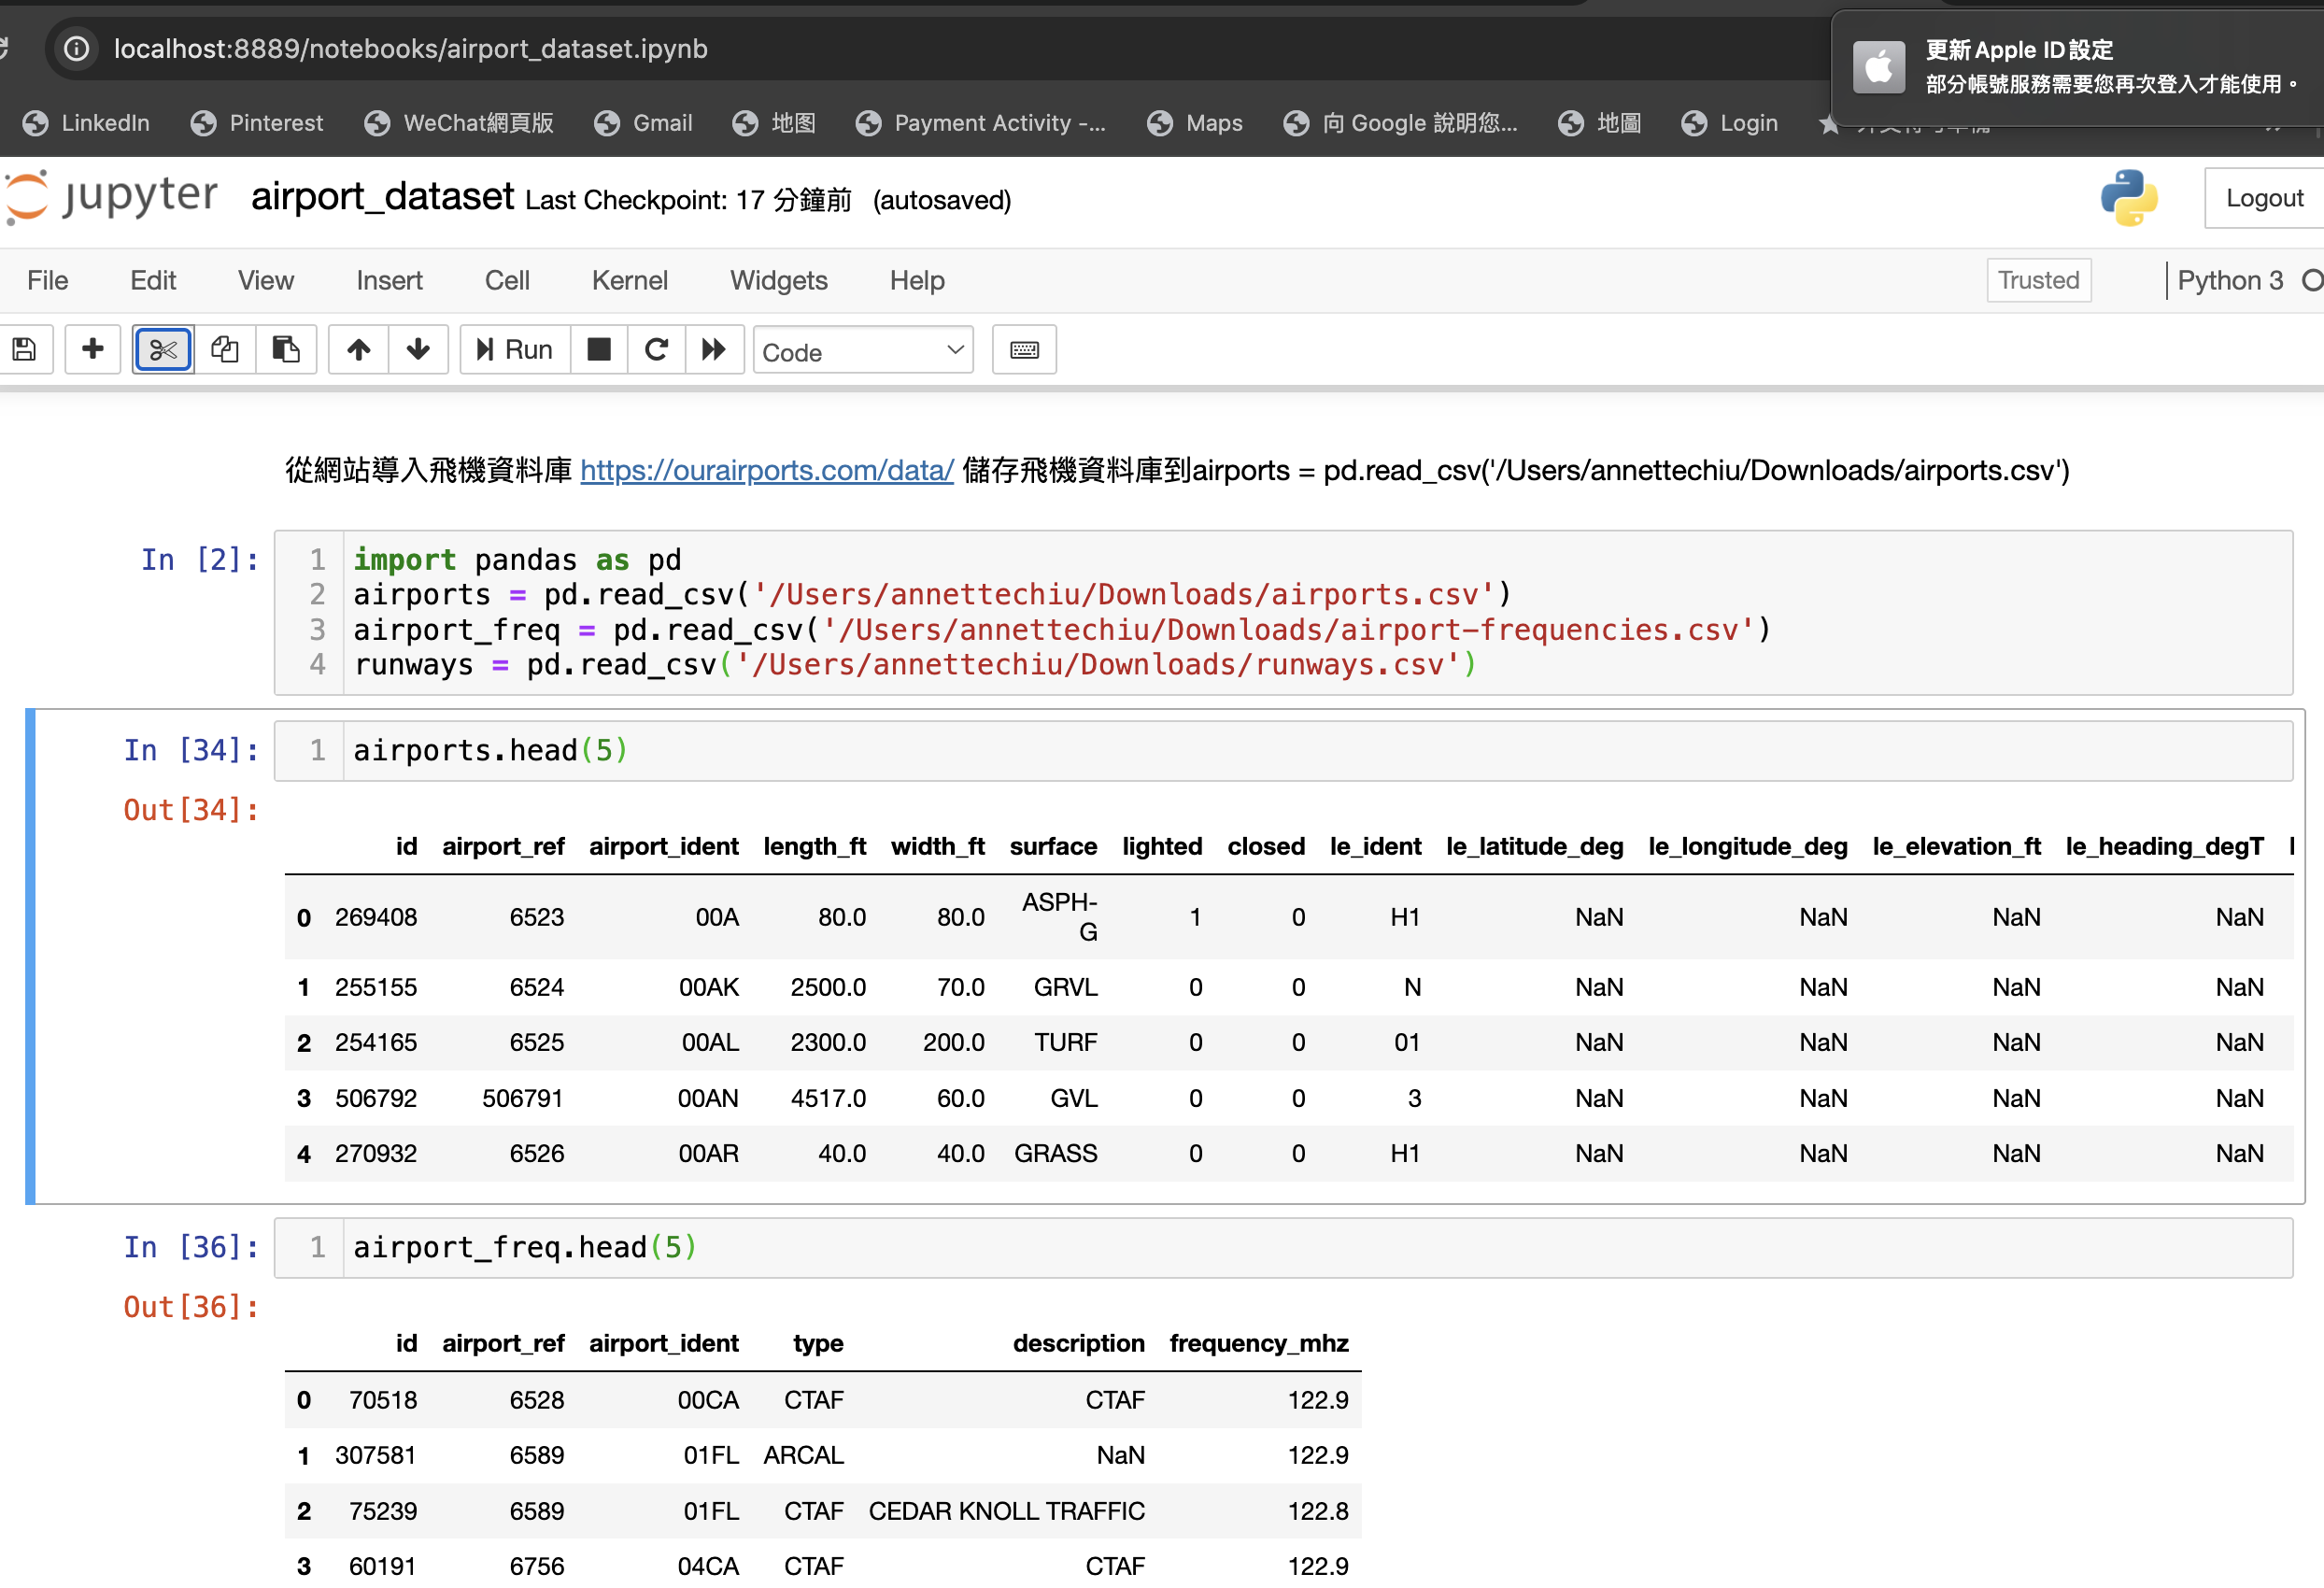 localhost:8889/notebooks/airport_dataset.ipynb
更新 Apple ID 設定
部分帳號服務需要您再次登入才能使用。
LinkedIn Pinterest WeChat網頁版 Gmail 地图 Payment Activity -... Maps 向 Google 說明您... 地圖 Login
jupyter airport_dataset Last Checkpoint: 17 分鐘前 (autosaved) Logout
File Edit View Insert Cell Kernel Widgets Help Trusted Python 3
Run Code
從網站導入飛機資料庫 https://ourairports.com/data/ 儲存飛機資料庫到airports = pd.read_csv('/Users/annettechiu/Downloads/airports.csv')
In [2]:
1 import pandas as pd
2 airports = pd.read_csv('/Users/annettechiu/Downloads/airports.csv')
3 airport_freq = pd.read_csv('/Users/annettechiu/Downloads/airport-frequencies.csv')
4 runways = pd.read_csv('/Users/annettechiu/Downloads/runways.csv')
In [34]: 1 airports.head(5)
Out[34]:
id airport_ref airport_ident length_ft width_ft surface lighted closed le_ident le_latitude_deg le_longitude_deg le_elevation_ft le_heading_degT
0 269408 6523 00A 80.0 80.0 ASPH-G 1 0 H1 NaN NaN NaN NaN
1 255155 6524 00AK 2500.0 70.0 GRVL 0 0 N NaN NaN NaN NaN
2 254165 6525 00AL 2300.0 200.0 TURF 0 0 01 NaN NaN NaN NaN
3 506792 506791 00AN 4517.0 60.0 GVL 0 0 3 NaN NaN NaN NaN
4 270932 6526 00AR 40.0 40.0 GRASS 0 0 H1 NaN NaN NaN NaN
In [36]: 1 airport_freq.head(5)
Out[36]:
id airport_ref airport_ident type description frequency_mhz
0 70518 6528 00CA CTAF CTAF 122.9
1 307581 6589 01FL ARCAL NaN 122.9
2 75239 6589 01FL CTAF CEDAR KNOLL TRAFFIC 122.8
3 60191 6756 04CA CTAF CTAF 122.9